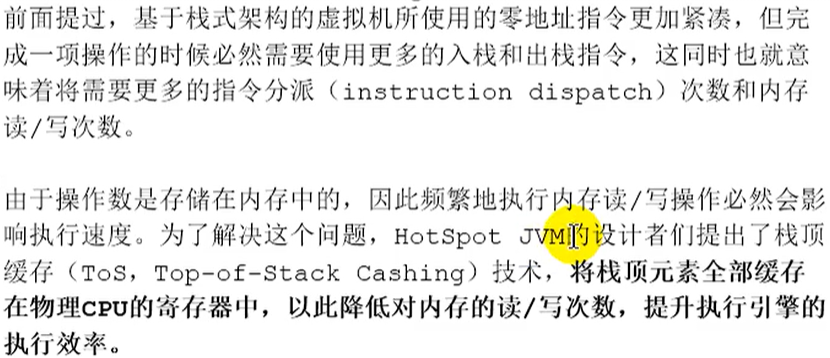 前面提过，基于栈式架构的虚拟机所使用的零地址指令更加紧凑，但完
成一项操作的时候必然需要使用更多的入栈和出栈指令，这同时也就意
味着将需要更多的指令分派（instruction dispatch）次数和内存
读/写次数。
由于操作数是存储在内存中的，因此频繁地执行内存读/写操作必然会影
响执行速度。为了解决这个问题，HotSpot JVM的设计者们提出了栈顶
缓存（ToS，Top-of-Stack Cashing）技术，将栈顶元素全部缓存
在物理CPU的寄存器中，以此降低对内存的读/写次数，提升执行引擎的
执行效率。